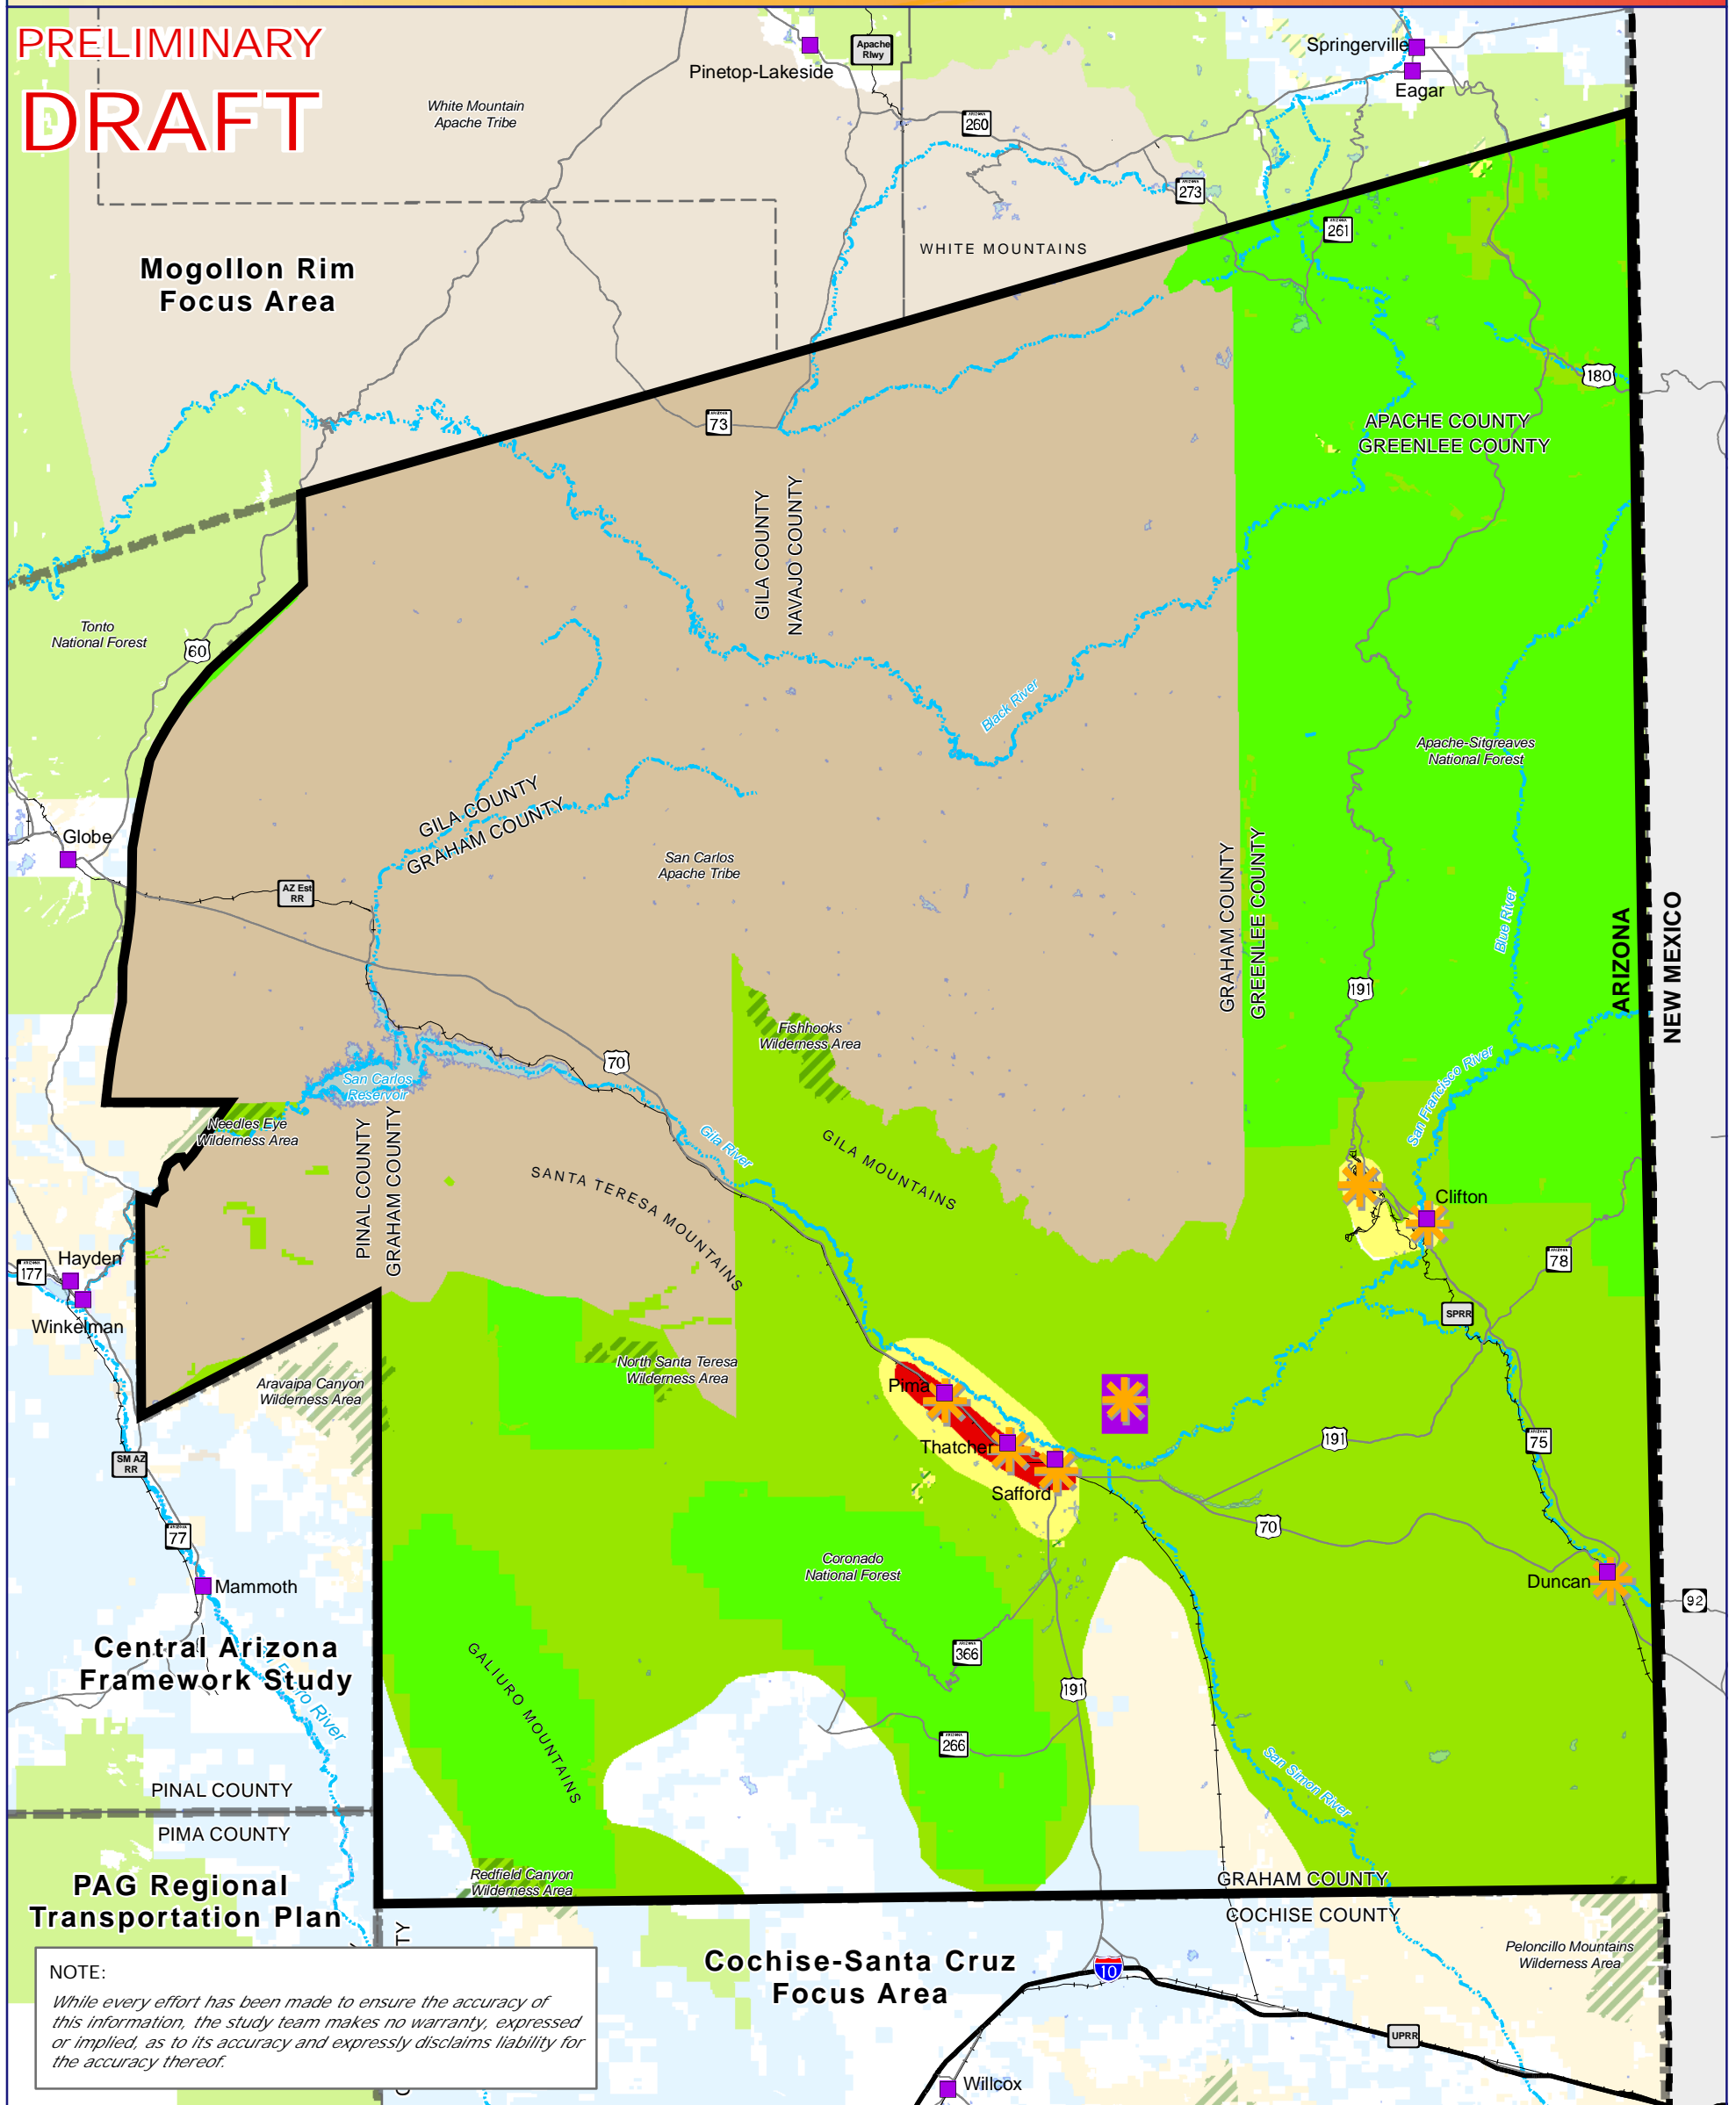 PRELIMINARY
DRAFT
Pinetop-Lakeside
Apache
Rlwy
Springerville
Eagar
White Mountain
Apache Tribe
260
273
261
WHITE MOUNTAINS
Mogollon Rim
Focus Area
180
73
APACHE COUNTY
GREENLEE COUNTY
GILA COUNTY
NAVAJO COUNTY
Tonto
National Forest
60
Black River
Apache-Sitgreaves
National Forest
GILA COUNTY
GRAHAM COUNTY
Globe
San Carlos
Apache Tribe
AZ Est
RR
GRAHAM COUNTY
GREENLEE COUNTY
Blue River
ARIZONA
NEW MEXICO
191
Fishhooks
Wilderness Area
70
San Carlos
Reservoir
San Francisco River
Needles Eye
Wilderness Area
PINAL COUNTY
GRAHAM COUNTY
Gila River
GILA MOUNTAINS
SANTA TERESA MOUNTAINS
Clifton
Hayden
177
Winkelman
78
SPRR
North Santa Teresa
Wilderness Area
Aravaipa Canyon
Wilderness Area
Pima
Thatcher
Safford
191
75
SM AZ
RR
70
77
Coronado
National Forest
Mammoth
Duncan
92
Central Arizona
Framework Study
366
191
GALIURO MOUNTAINS
266
San Simon River
ro River
PINAL COUNTY
PIMA COUNTY
Redfield Canyon
Wilderness Area
GRAHAM COUNTY
COCHISE COUNTY
PAG Regional
Transportation Plan
Peloncillo Mountains
Wilderness Area
Cochise-Santa Cruz
Focus Area
10
UPRR
Willcox
NOTE:
While every effort has been made to ensure the accuracy of
this information, the study team makes no warranty, expressed
or implied, as to its accuracy and expressly disclaims liability for
the accuracy thereof.